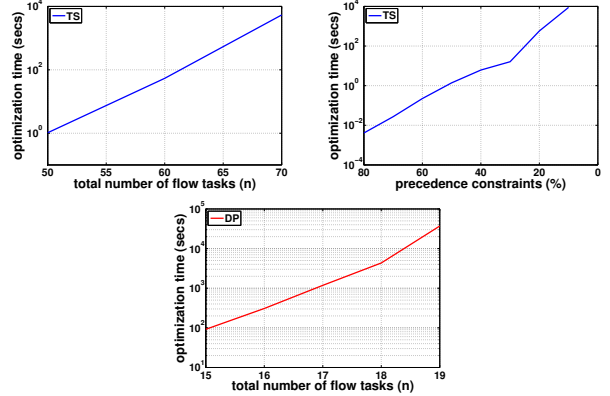 TS
optimization time (secs)
10^4
10^2
10^0
50 55 60 65 70
total number of flow tasks (n)
TS
optimization time (secs)
10^4
10^2
10^0
10^-2
10^-4
80 60 40 20 0
precedence constraints (%)
DP
optimization time (secs)
10^5
10^4
10^3
10^2
10^1
15 16 17 18 19
total number of flow tasks (n)